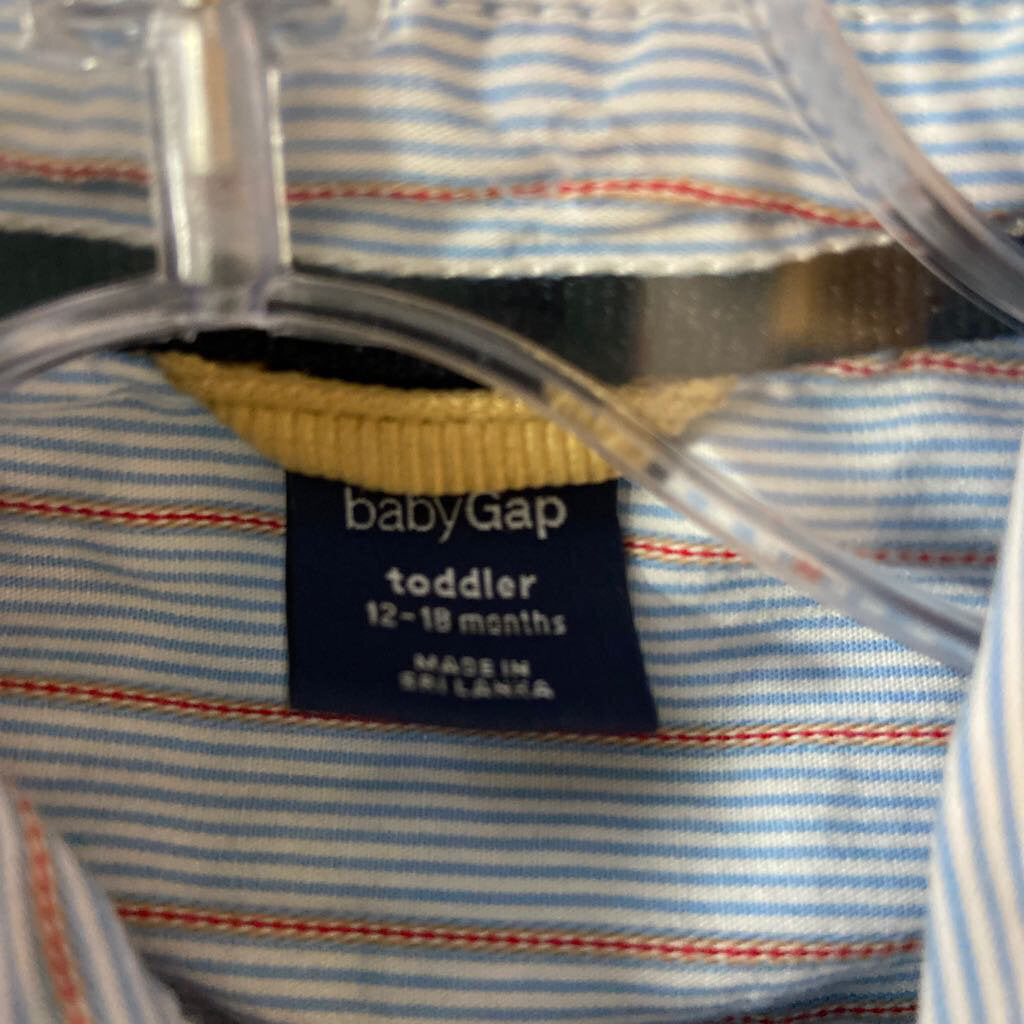 babyGap
toddler
12-18 months
MADE IN
SRI LANKA